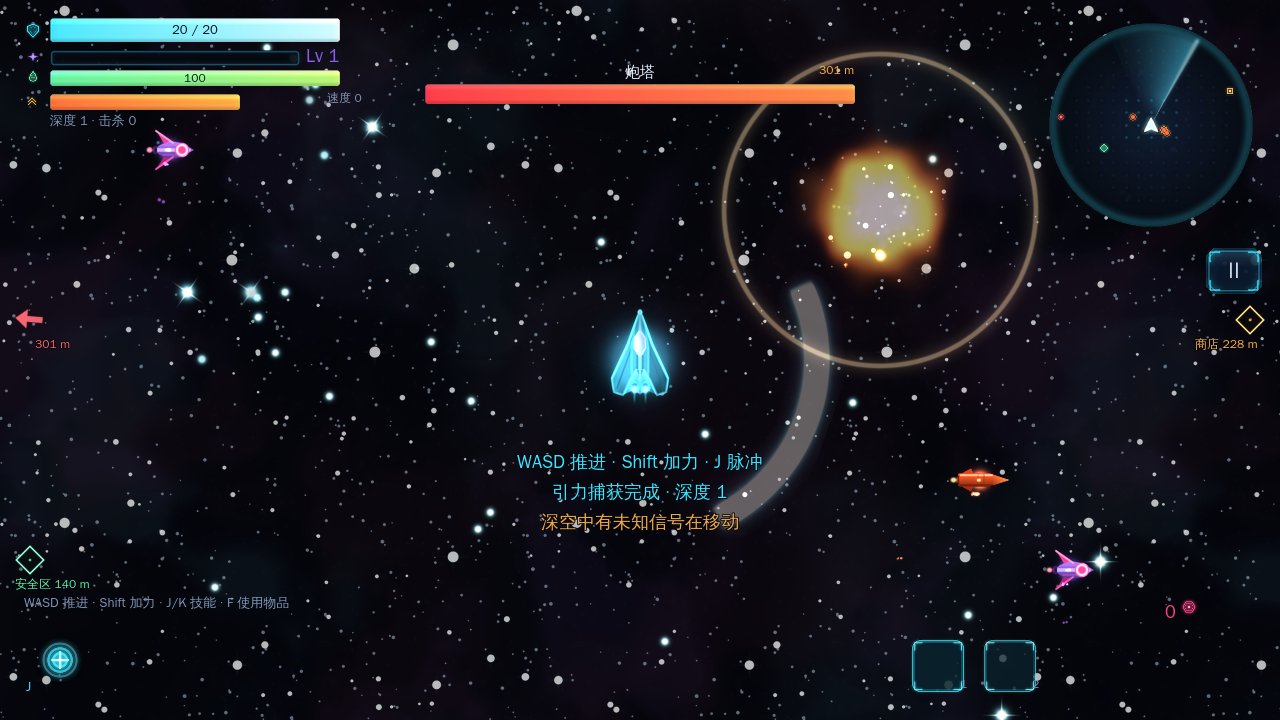 20 / 20
Lv 1
100
速度 0
深度 1 · 击杀 0
炮塔
301 m
301 m
商店 228 m
WASD 推进 · Shift 加力 · J 脉冲
引力捕获完成 · 深度 1
深空中有未知信号在移动
安全区 140 m
WASD 推进 · Shift 加力 · J/K 技能 · F 使用物品
0
J